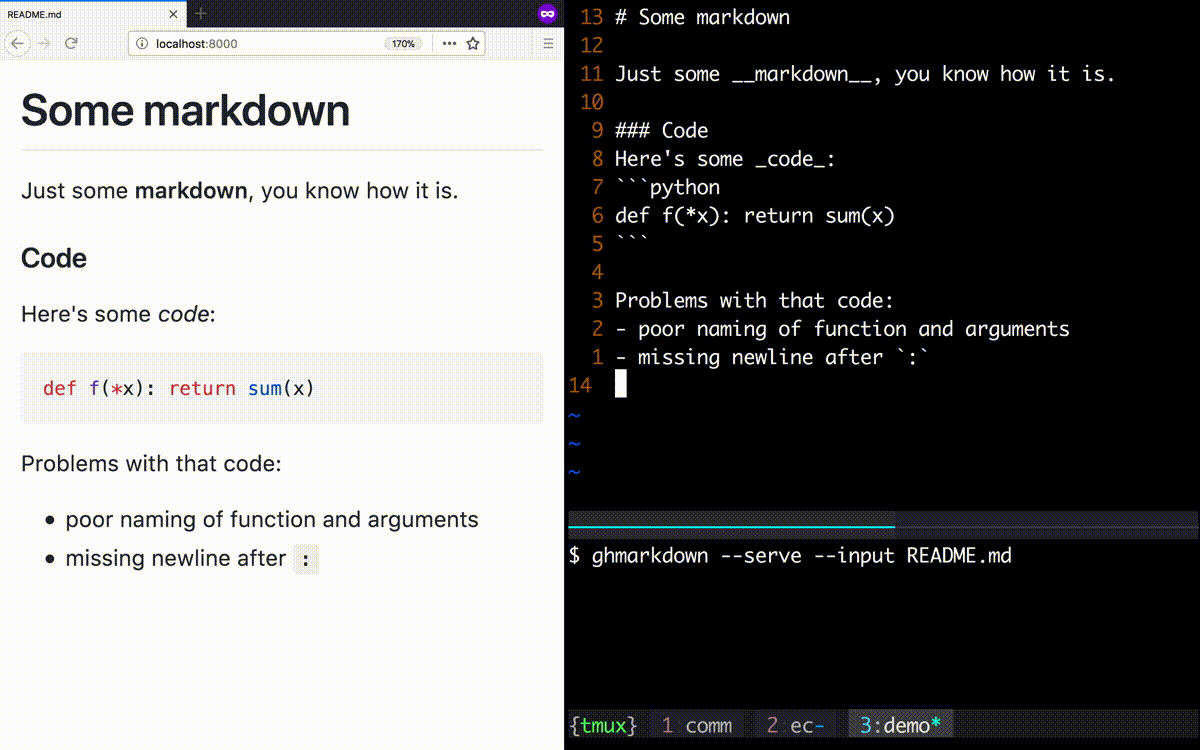 README.md
localhost:8000
170%
Some markdown
Just some markdown, you know how it is.
Code
Here's some code:
def f(*x): return sum(x)
Problems with that code:
• poor naming of function and arguments
• missing newline after :
13 # Some markdown
12
11 Just some __markdown__, you know how it is.
10
9 ### Code
8 Here's some _code_:
7 ```python
6 def f(*x): return sum(x)
5 ```
4
3 Problems with that code:
2 - poor naming of function and arguments
1 - missing newline after `:`
14
~
~
~
$ ghmarkdown --serve --input README.md
{tmux} 1 comm 2 ec- 3:demo*